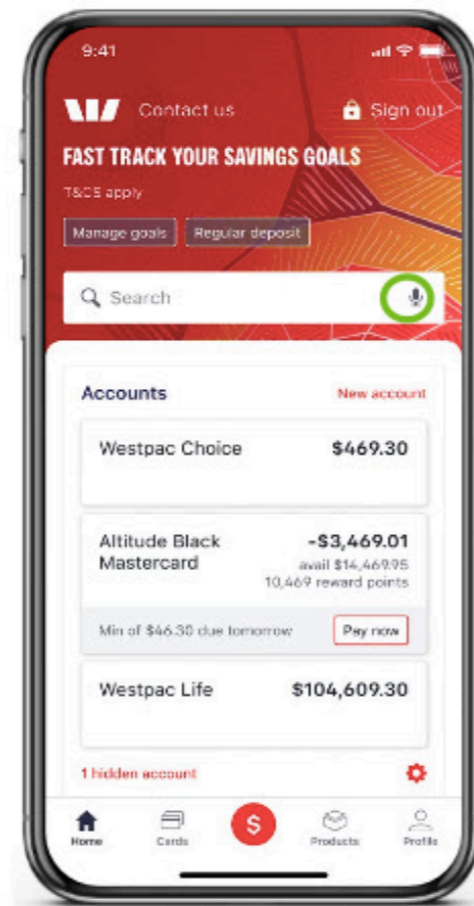 9:41
Contact us
Sign out
FAST TRACK YOUR SAVINGS GOALS
T&CS apply
Manage goals
Regular deposit
Search
Accounts
New account
Westpac Choice
$469.30
Altitude Black
Mastercard
-$3,469.01
avail $14,469.95
10,469 reward points
Min of $46.30 due tomorrow
Pay now
Westpac Life
$104,609.30
1 hidden account
$
Home
Cards
Products
Profile